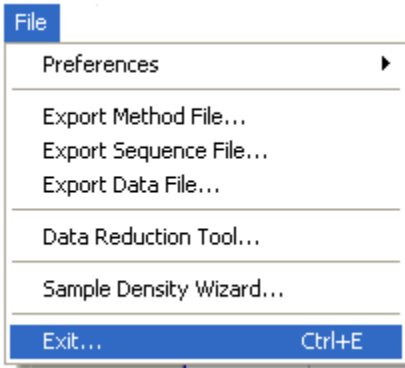 File
Preferences
Export Method File...
Export Sequence File...
Export Data File...
Data Reduction Tool...
Sample Density Wizard...
Exit... Ctrl+E